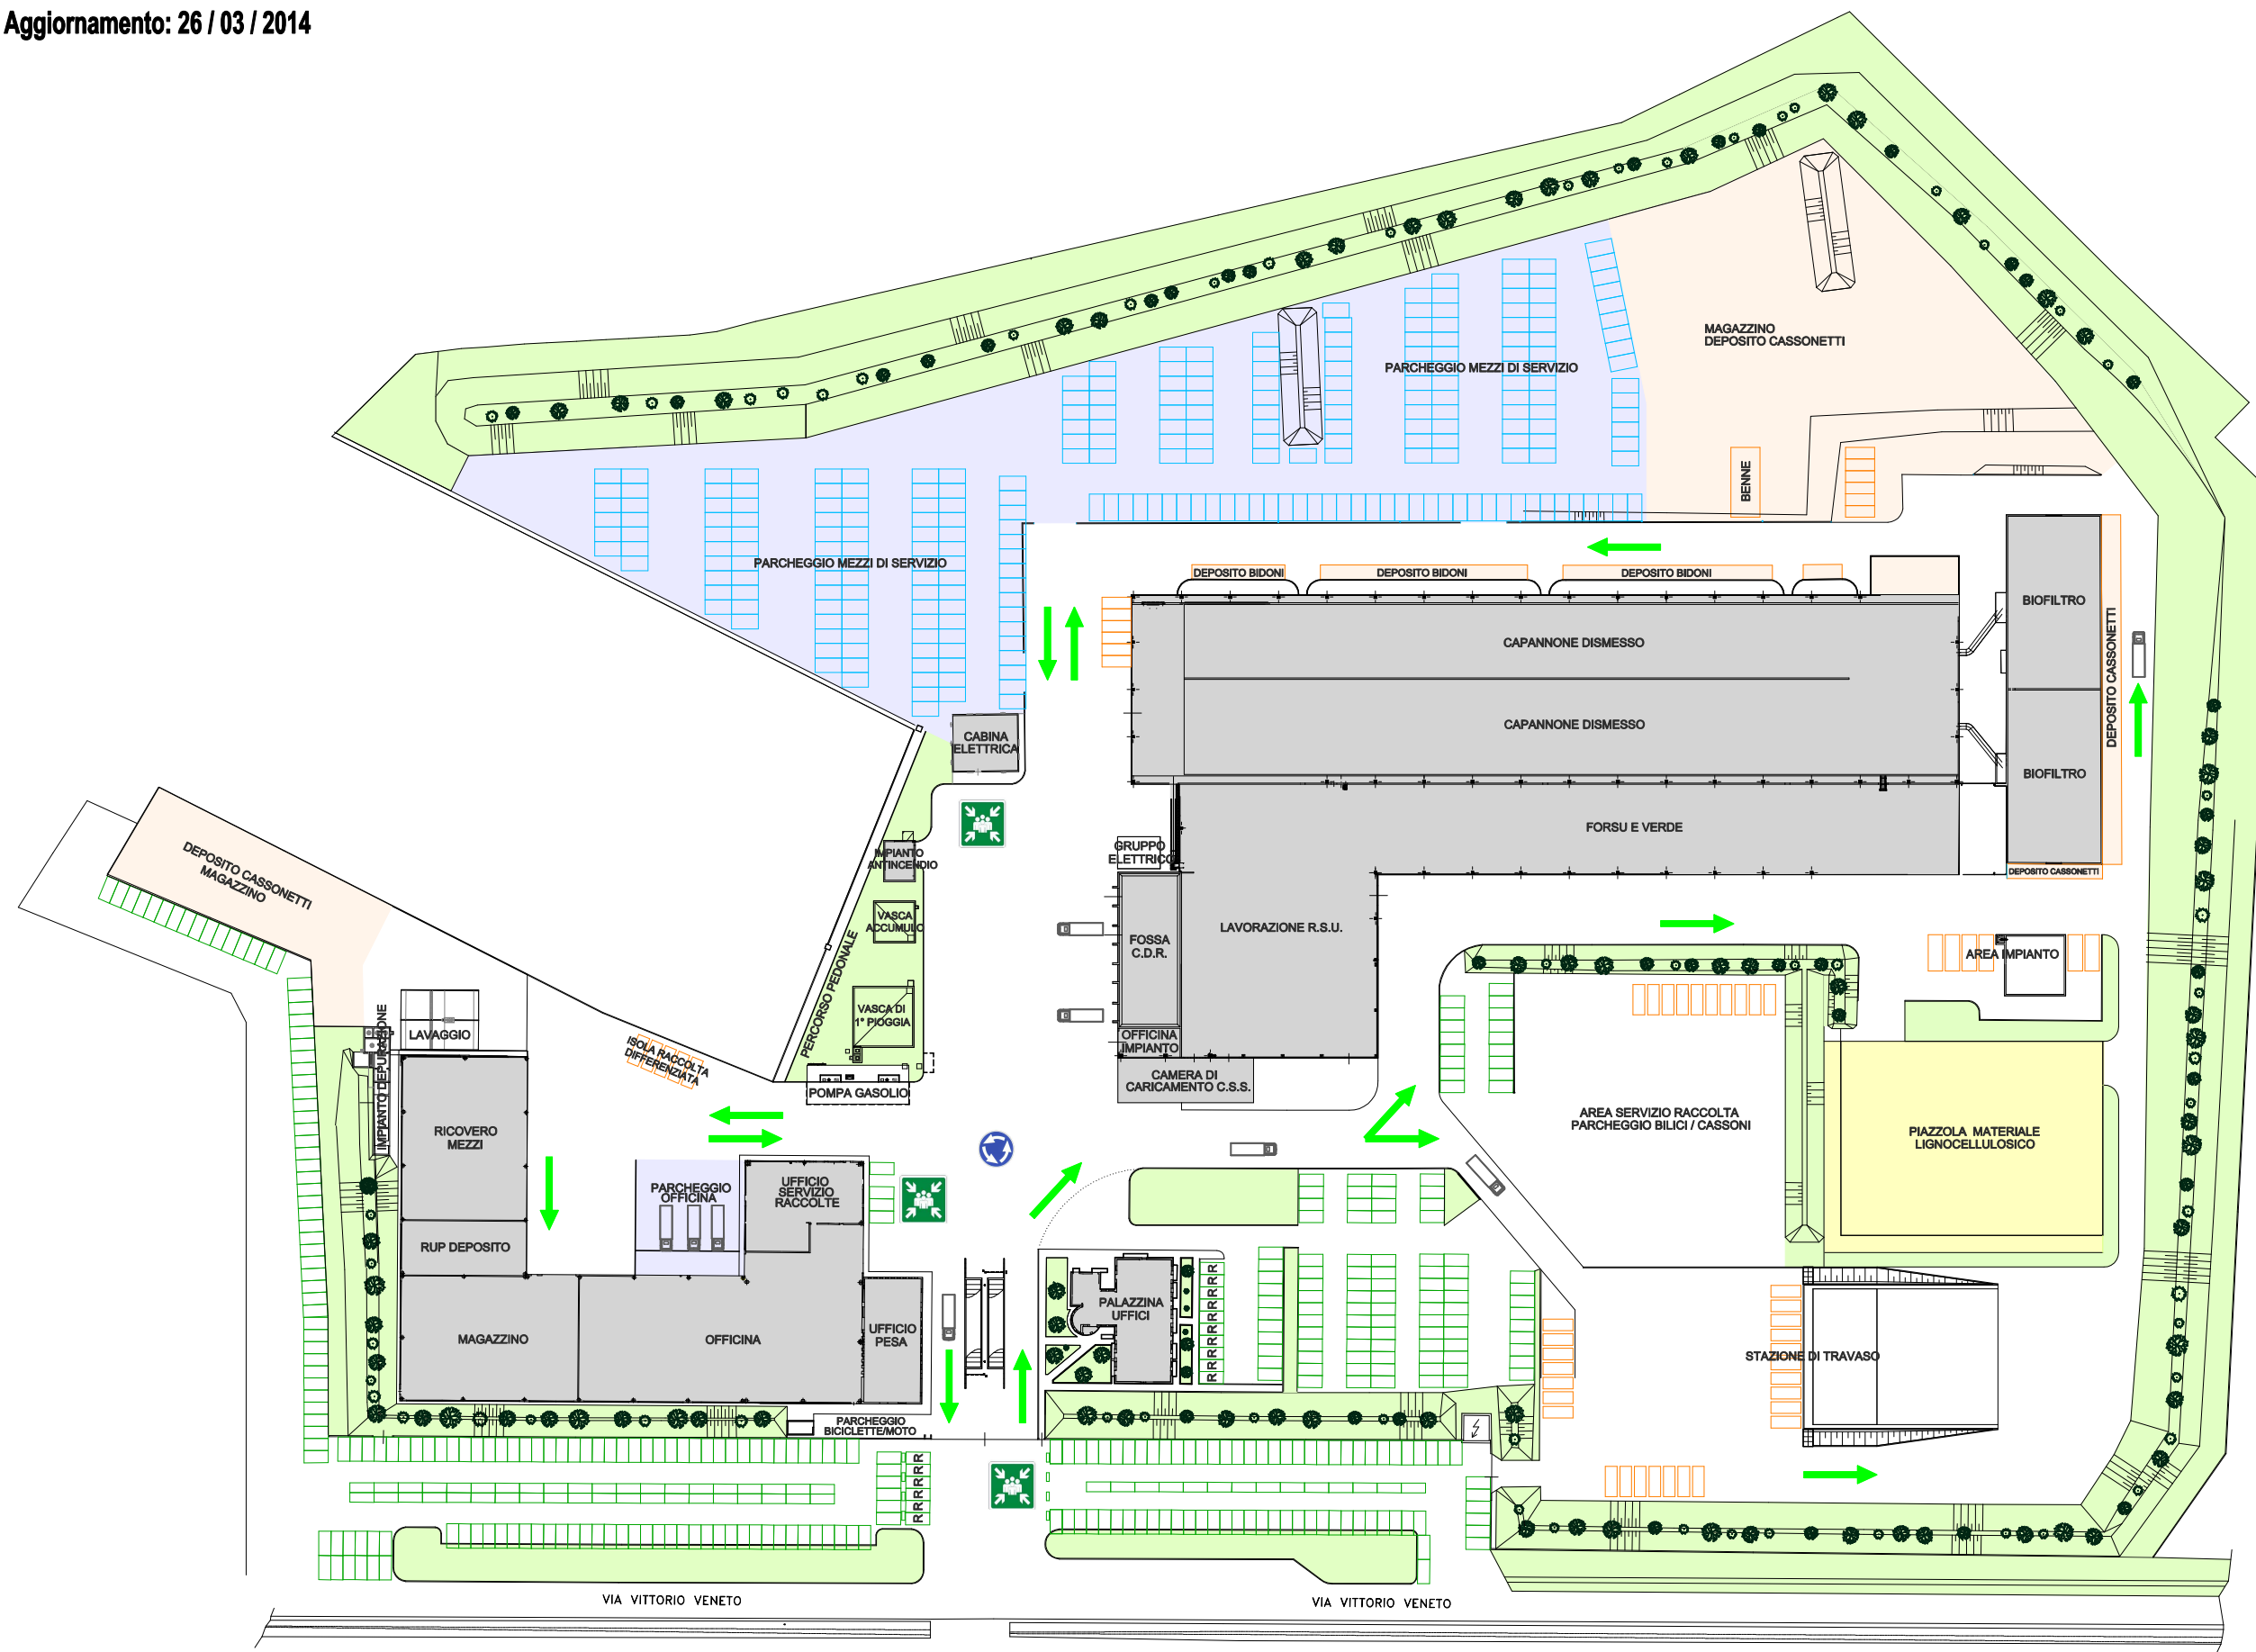 Aggiornamento: 26 / 03 / 2014
MAGAZZINO
DEPOSITO CASSONETTI
PARCHEGGIO MEZZI DI SERVIZIO
BENNE
PARCHEGGIO MEZZI DI SERVIZIO
DEPOSITO BIDONI
DEPOSITO BIDONI
DEPOSITO BIDONI
BIOFILTRO
CAPANNONE DISMESSO
DEPOSITO CASSONETTI
CAPANNONE DISMESSO
CABINA
ELETTRICA
BIOFILTRO
FORSU E VERDE
GRUPPO
ELETTRICO
IMPIANTO
ANTINCENDIO
DEPOSITO CASSONETTI
DEPOSITO CASSONETTI
MAGAZZINO
VASCA
ACCUMULO
LAVORAZIONE R.S.U.
FOSSA
C.D.R.
AREA IMPIANTO
PERCORSO PEDONALE
VASCA DI
1° PIOGGIA
LAVAGGIO
IMPIANTO DEPURAZIONE
OFFICINA
IMPIANTO
ISOLA RACCOLTA
DIFFERENZIATA
CAMERA DI
CARICAMENTO C.S.S.
POMPA GASOLIO
AREA SERVIZIO RACCOLTA
PARCHEGGIO BILICI / CASSONI
RICOVERO
MEZZI
PIAZZOLA MATERIALE
LIGNOCELLULOSICO
PARCHEGGIO
OFFICINA
UFFICIO
SERVIZIO
RACCOLTE
RUP DEPOSITO
PALAZZINA
UFFICI
R R R R R R R R R
MAGAZZINO
OFFICINA
UFFICIO
PESA
STAZIONE DI TRAVASO
PARCHEGGIO
BICICLETTE/MOTO
R R R R R
VIA VITTORIO VENETO
VIA VITTORIO VENETO